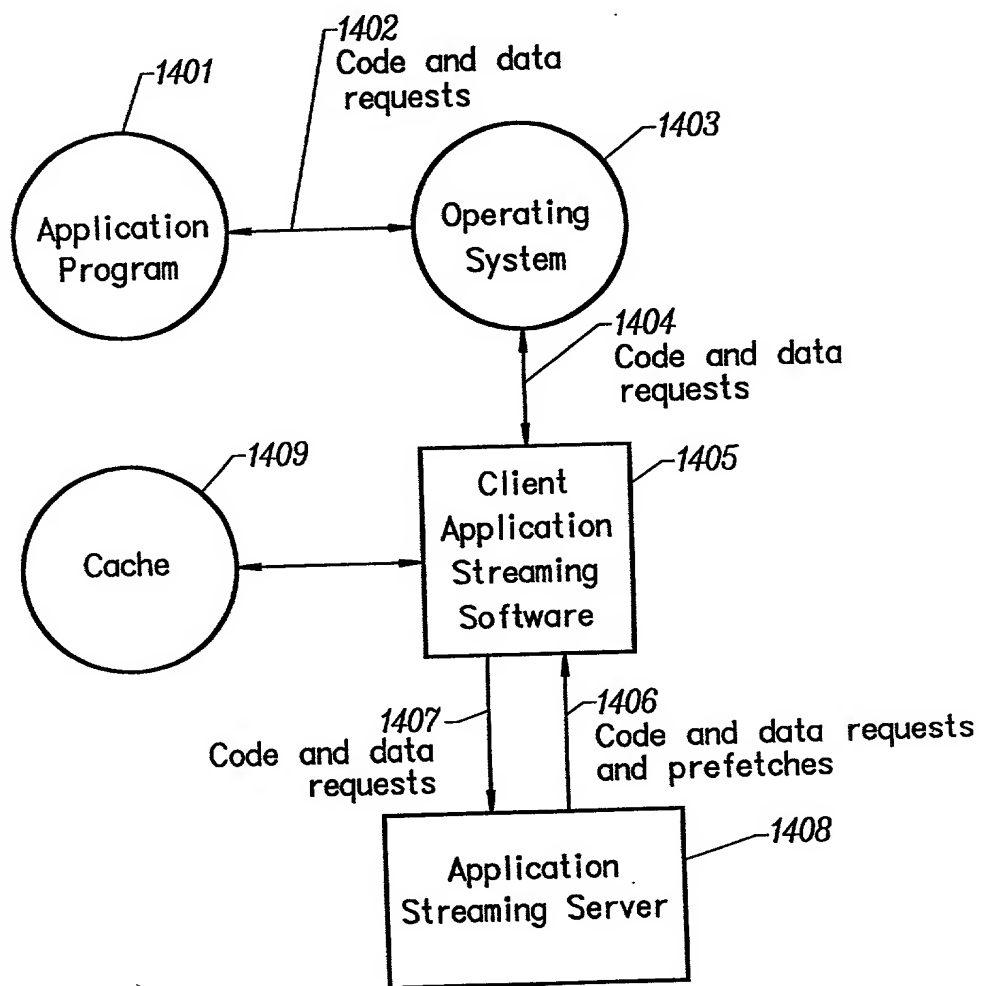 1402
Code and data
requests
1401
1403
Application
Program
Operating
System
1404
Code and data
requests
1409
1405
Cache
Client
Application
Streaming
Software
1407
Code and data
requests
1406
Code and data requests
and prefetches
1408
Application
Streaming Server